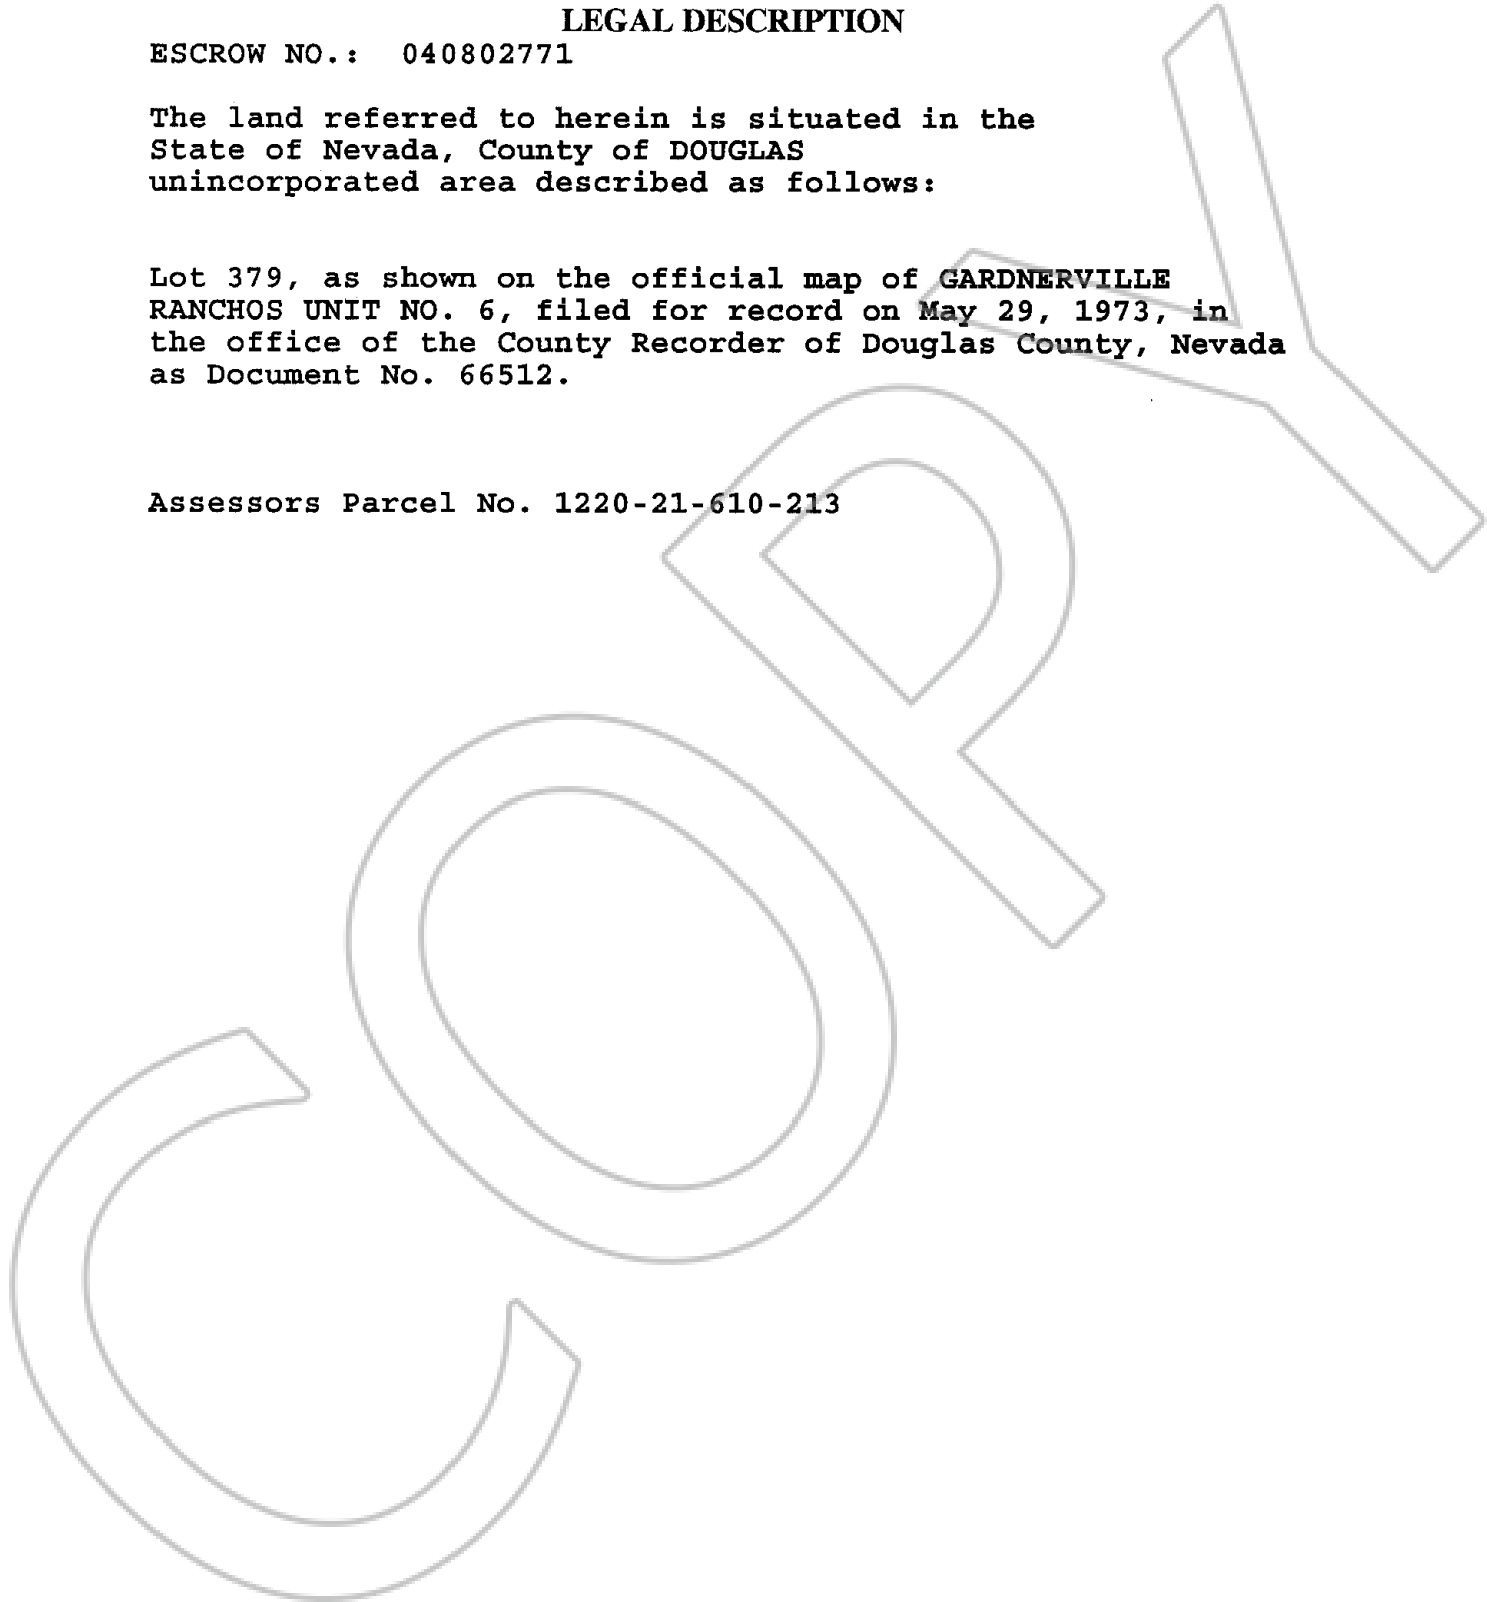 LEGAL DESCRIPTION
ESCROW NO.: 040802771
The land referred to herein is situated in the
State of Nevada, County of DOUGLAS
unincorporated area described as follows:
Lot 379, as shown on the official map of GARDNERVILLE
RANCHOS UNIT NO. 6, filed for record on May 29, 1973, in
the office of the County Recorder of Douglas County, Nevada
as Document No. 66512.
Assessors Parcel No. 1220-21-610-213
COPY